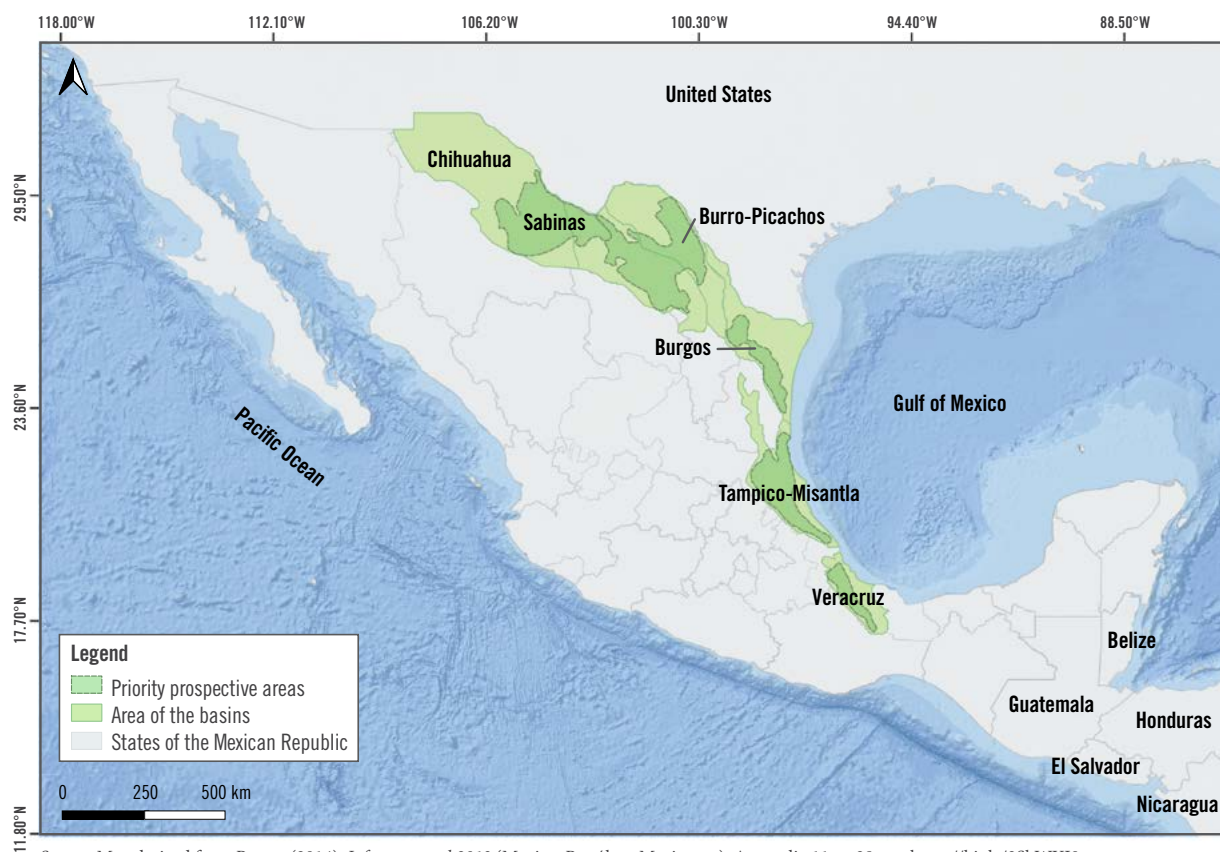 118.00°W 112.10°W 106.20°W 100.30°W 94.40°W 88.50°W
United States
Chihuahua
29.50°N
Sabinas
Burro-Picachos
Burgos
Gulf of Mexico
23.60°N
Pacific Ocean
Tampico-Misantla
Veracruz
17.70°N
Belize
Legend
Priority prospective areas
Area of the basins
States of the Mexican Republic
Guatemala
Honduras
El Salvador
0 250 500 km
Nicaragua
11.80°N